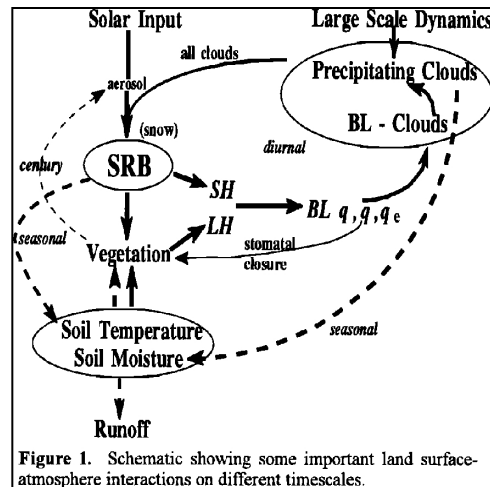 Solar Input
Large Scale Dynamics
all clouds
Precipitating Clouds
aerosol
BL - Clouds
(snow)
diurnal
century
SRB
SH
BL q, q, qe
LH
seasonal
Vegetation
stomatal
closure
Soil Temperature
Soil Moisture
seasonal
Runoff
Figure 1. Schematic showing some important land surface-
atmosphere interactions on different timescales.